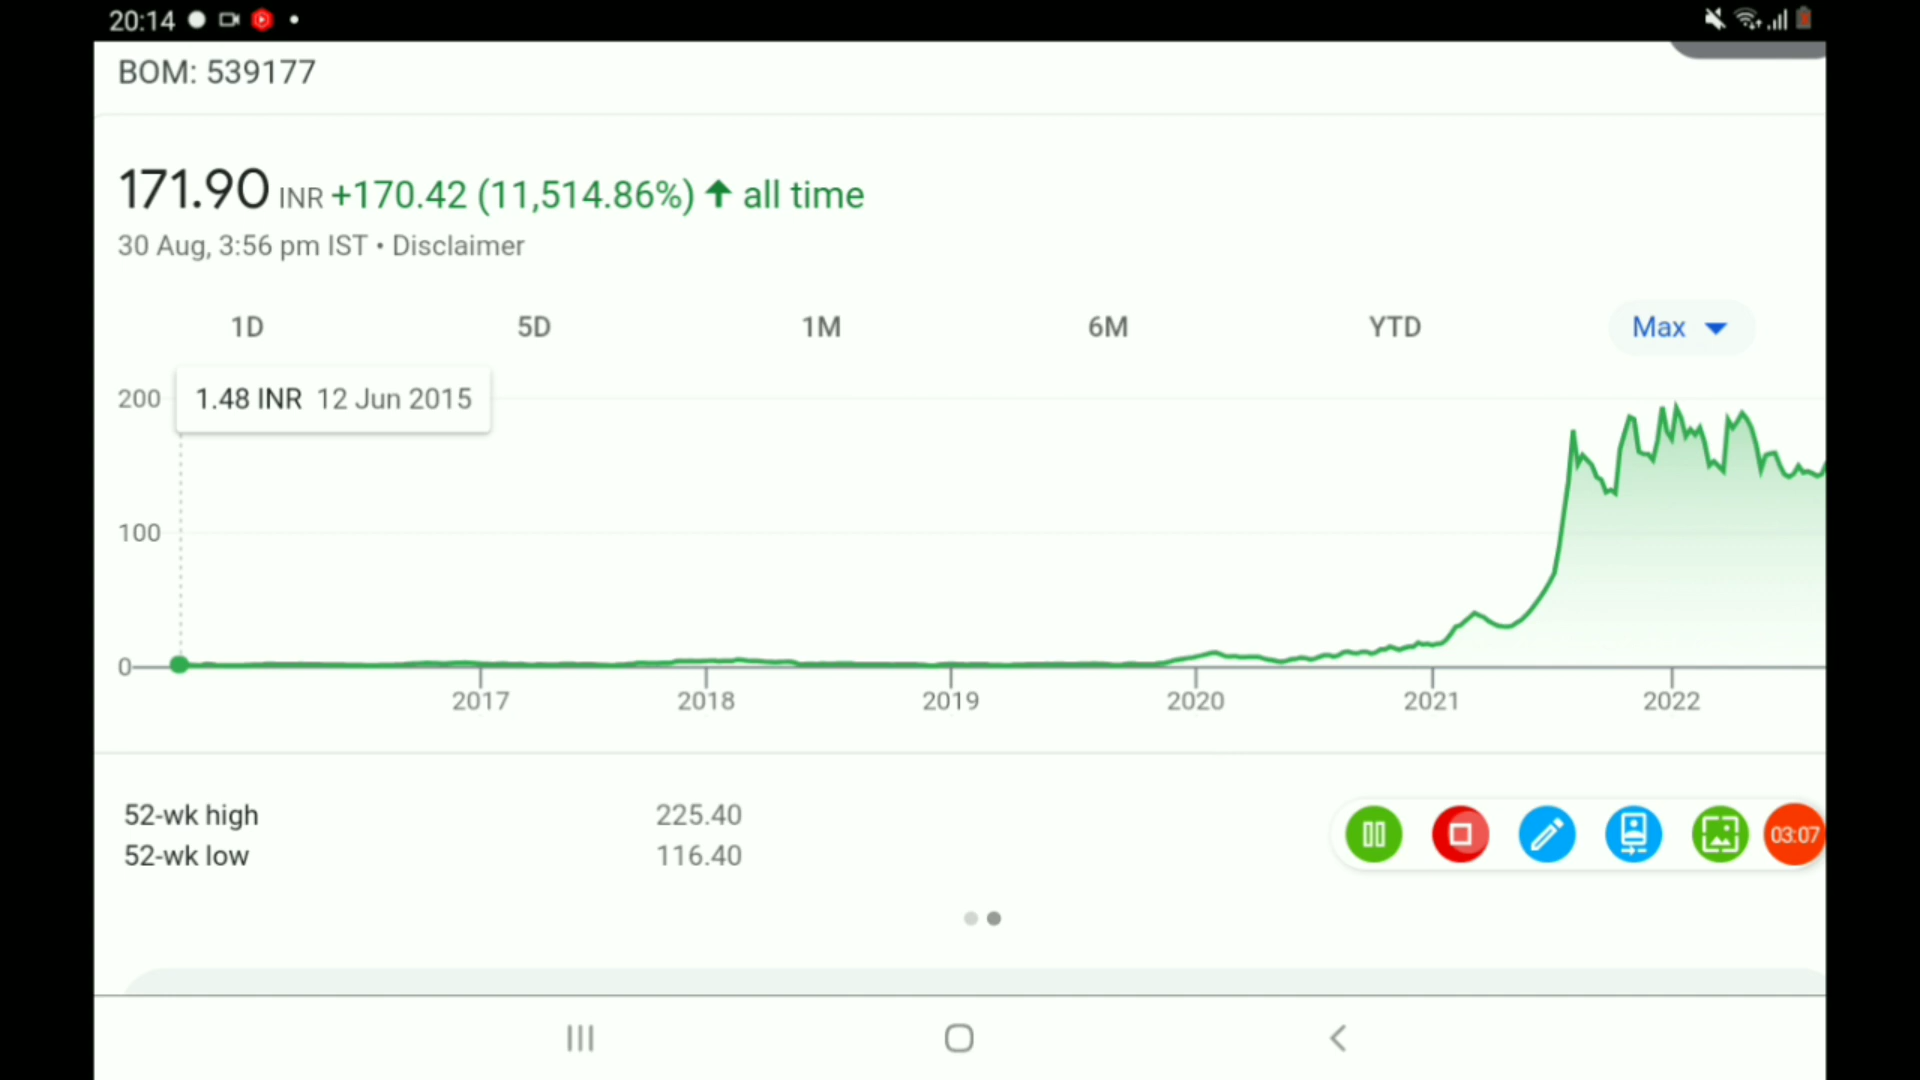 20:14
BOM: 539177
171.90 INR +170.42 (11,514.86%) ↑ all time
30 Aug, 3:56 pm IST • Disclaimer
1D 5D 1M 6M YTD Max
200 1.48 INR 12 Jun 2015
100
0
2017 2018 2019 2020 2021 2022
52-wk high 225.40
52-wk low 116.40
03:07